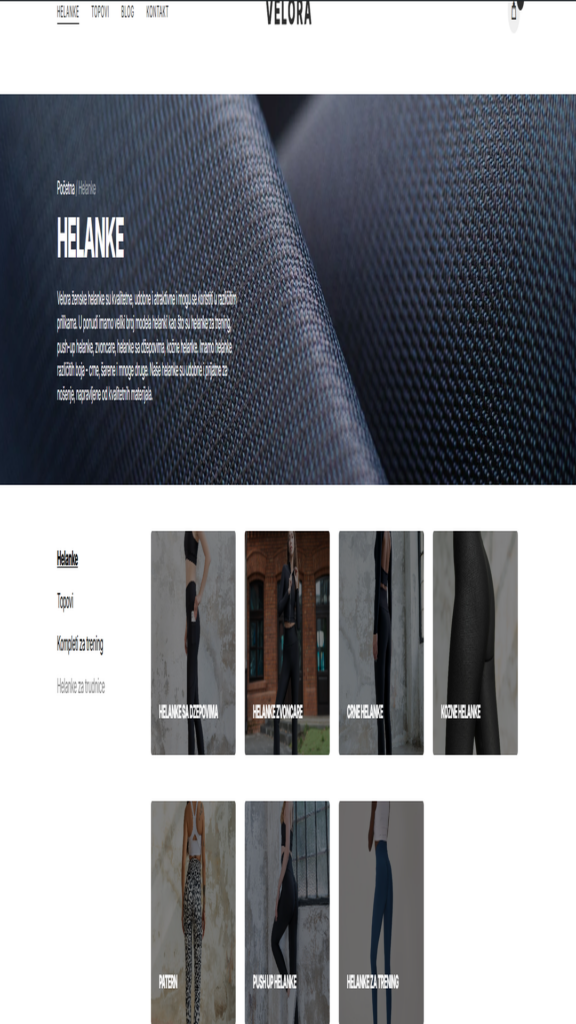 HELANKE TOPOVI BLOG KONTAKT
VELORA
Početna / Helanke
HELANKE
Velora ženske helanke su kvalitetne, udobne i atraktivne i mogu se koristiti u različitim
prilikama. U ponudi imamo veliki broj modela helanki kao što su helanke za trening,
push-up helanke, zvoncare, helanke sa džepovima, kožne helanke. Imamo helanke
različitih boja - crne, šarene i mnoge druge. Naše helanke su udobne i prijatne za
nošenje, napravljene od kvalitetnih materijala.
Helanke
Topovi
Kompleti za trening
Helanke za trudnice
HELANKE SA DZEPOVIMA
HELANKE ZVONCARE
CRNE HELANKE
KOZNE HELANKE
PATERN
PUSH UP HELANKE
HELANKE ZA TRENING